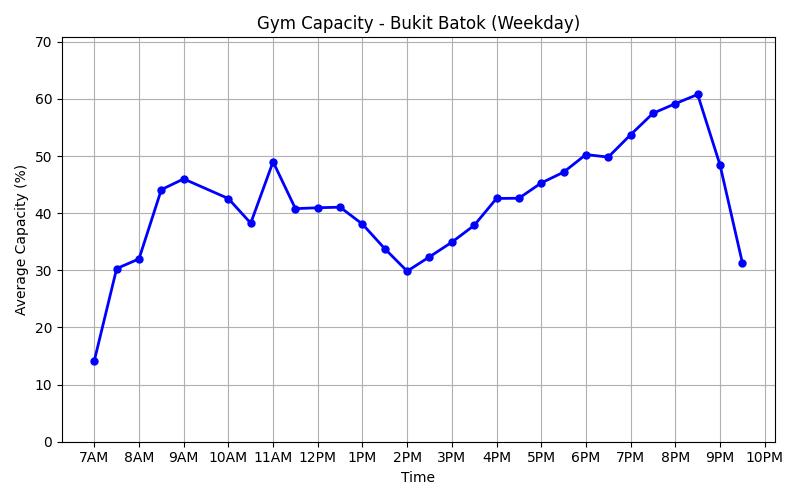 Gym Capacity - Bukit Batok (Weekday)
Average Capacity (%)
70
60
50
40
30
20
10
0
7AM 8AM 9AM 10AM 11AM 12PM 1PM 2PM 3PM 4PM 5PM 6PM 7PM 8PM 9PM 10PM
Time